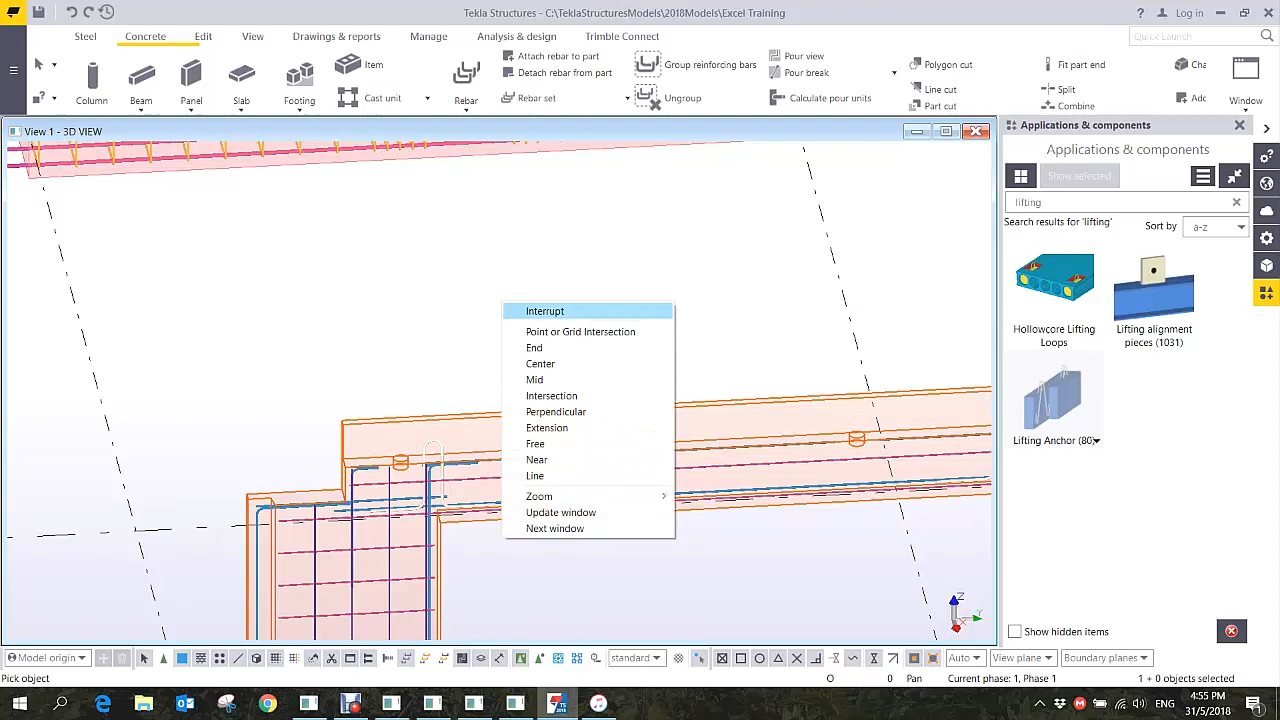 Tekla Structures - C:\TeklaStructuresModels\2018Models\Excel Training
? Log in
Steel Concrete Edit View Drawings & reports Manage Analysis & design Trimble Connect
Quick Launch
Column Beam Panel Slab Footing
Item
Cast unit
Rebar
Attach rebar to part
Detach rebar from part
Rebar set
Group reinforcing bars
Ungroup
Pour view
Pour break
Calculate pour units
Polygon cut
Line cut
Part cut
Fit part end
Split
Combine
Cha
Adc
Window
View 1 - 3D VIEW
Interrupt
Point or Grid Intersection
End
Center
Mid
Intersection
Perpendicular
Extension
Free
Near
Line
Zoom
Update window
Next window
Z
Y
Applications & components
Applications & components
Show selected
lifting
Search results for 'lifting'
Sort by a-z
Hollowcore Lifting Loops
Lifting alignment pieces (1031)
Lifting Anchor (80)
Show hidden items
Model origin
standard
Auto
View plane
Boundary planes
Pick object
O 0 Pan Current phase: 1, Phase 1 1 + 0 objects selected
4:55 PM
31/5/2018